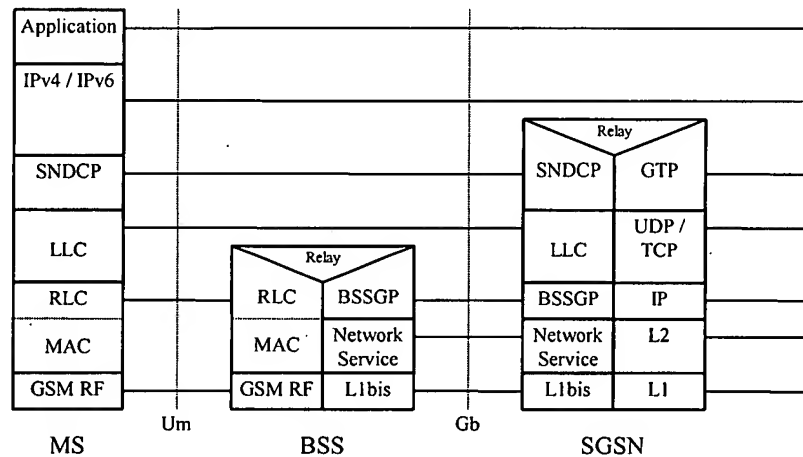 Application
IPv4 / IPv6
SNDCP
LLC
RLC
MAC
GSM RF
MS
Um
Relay
RLC
BSSGP
MAC
Network
Service
GSM RF
L1bis
BSS
Gb
Relay
SNDCP
GTP
LLC
UDP /
TCP
BSSGP
IP
Network
Service
L2
L1bis
L1
SGSN